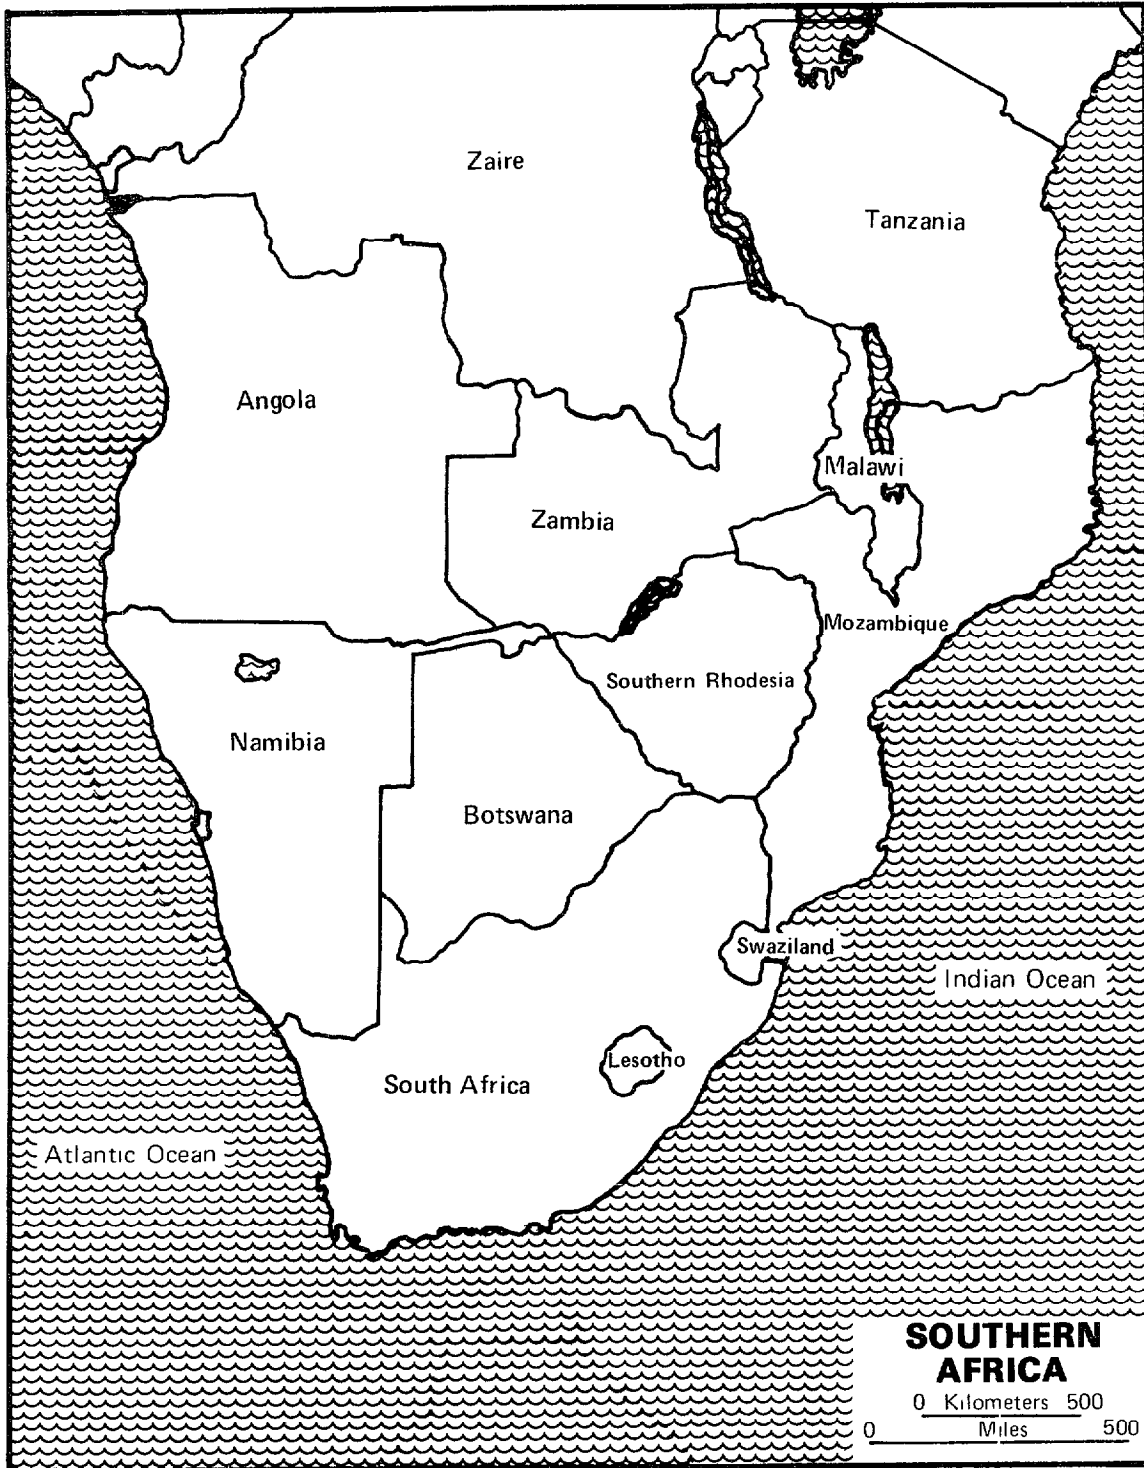 Zaire
Tanzania
Angola
Malawi
Zambia
Mozambique
Southern Rhodesia
Namibia
Botswana
Swaziland
Indian Ocean
Lesotho
South Africa
Atlantic Ocean
SOUTHERN
AFRICA
0 Kilometers 500
0 Miles 500